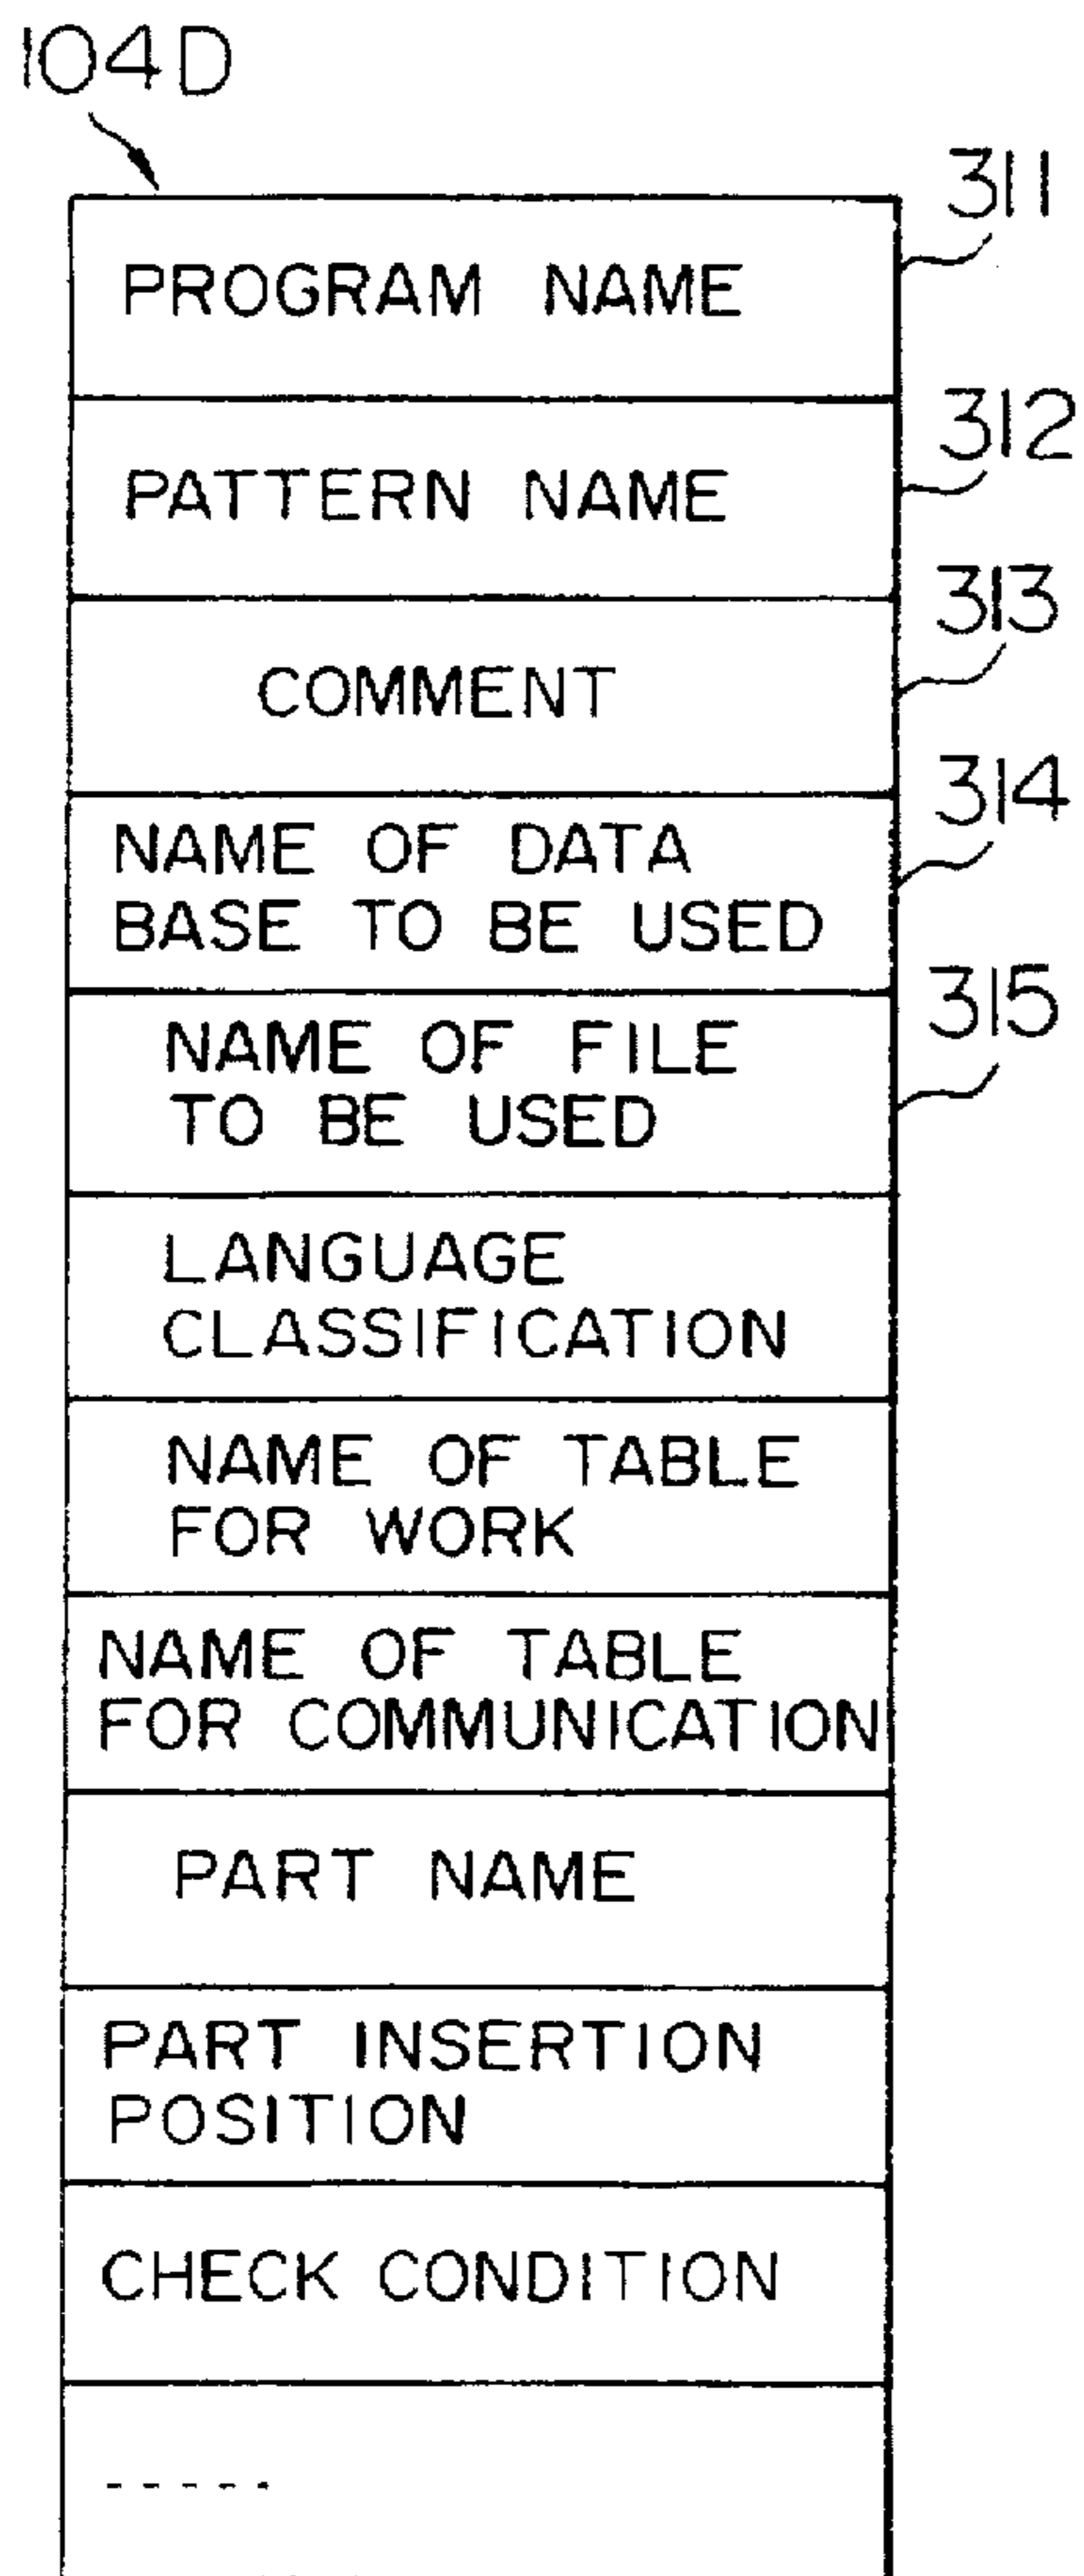 104D
311
PROGRAM NAME
312
PATTERN NAME
313
COMMENT
314
NAME OF DATA
BASE TO BE USED
315
NAME OF FILE
TO BE USED
LANGUAGE
CLASSIFICATION
NAME OF TABLE
FOR WORK
NAME OF TABLE
FOR COMMUNICATION
PART NAME
PART INSERTION
POSITION
CHECK CONDITION
-----